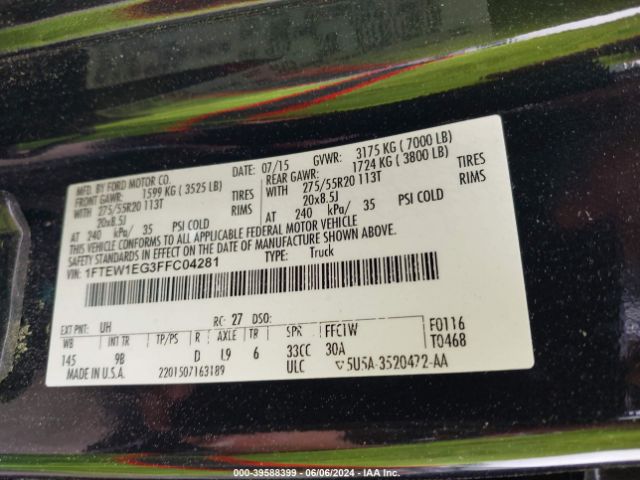 MFD. BY FORD MOTOR CO.
DATE: 07/15 GVWR: 3175 KG ( 7000 LB)
FRONT GAWR: 1599 KG ( 3525 LB)
REAR GAWR: 1724 KG ( 3800 LB)
WITH 275/55R20 113T TIRES
WITH 275/55R20 113T TIRES
20x8.5J RIMS
20x8.5J RIMS
AT 240 kPa/ 35 PSI COLD
AT 240 kPa/ 35 PSI COLD
THIS VEHICLE CONFORMS TO ALL APPLICABLE FEDERAL MOTOR VEHICLE
SAFETY STANDARDS IN EFFECT ON THE DATE OF MANUFACTURE SHOWN ABOVE.
VIN: 1FTEW1EG3FFC04281 TYPE: Truck
EXT PNT: UH RC: 27 DSO:
WB INT TR TP/PS R AXLE TR SPR FFC1W F0116
145 9B D L9 6 33CC 30A T0468
MADE IN U.S.A. 2201507163189 ULC 5U5A-3520472-AA
000-39588399 - 06/06/2024 - IAA Inc.